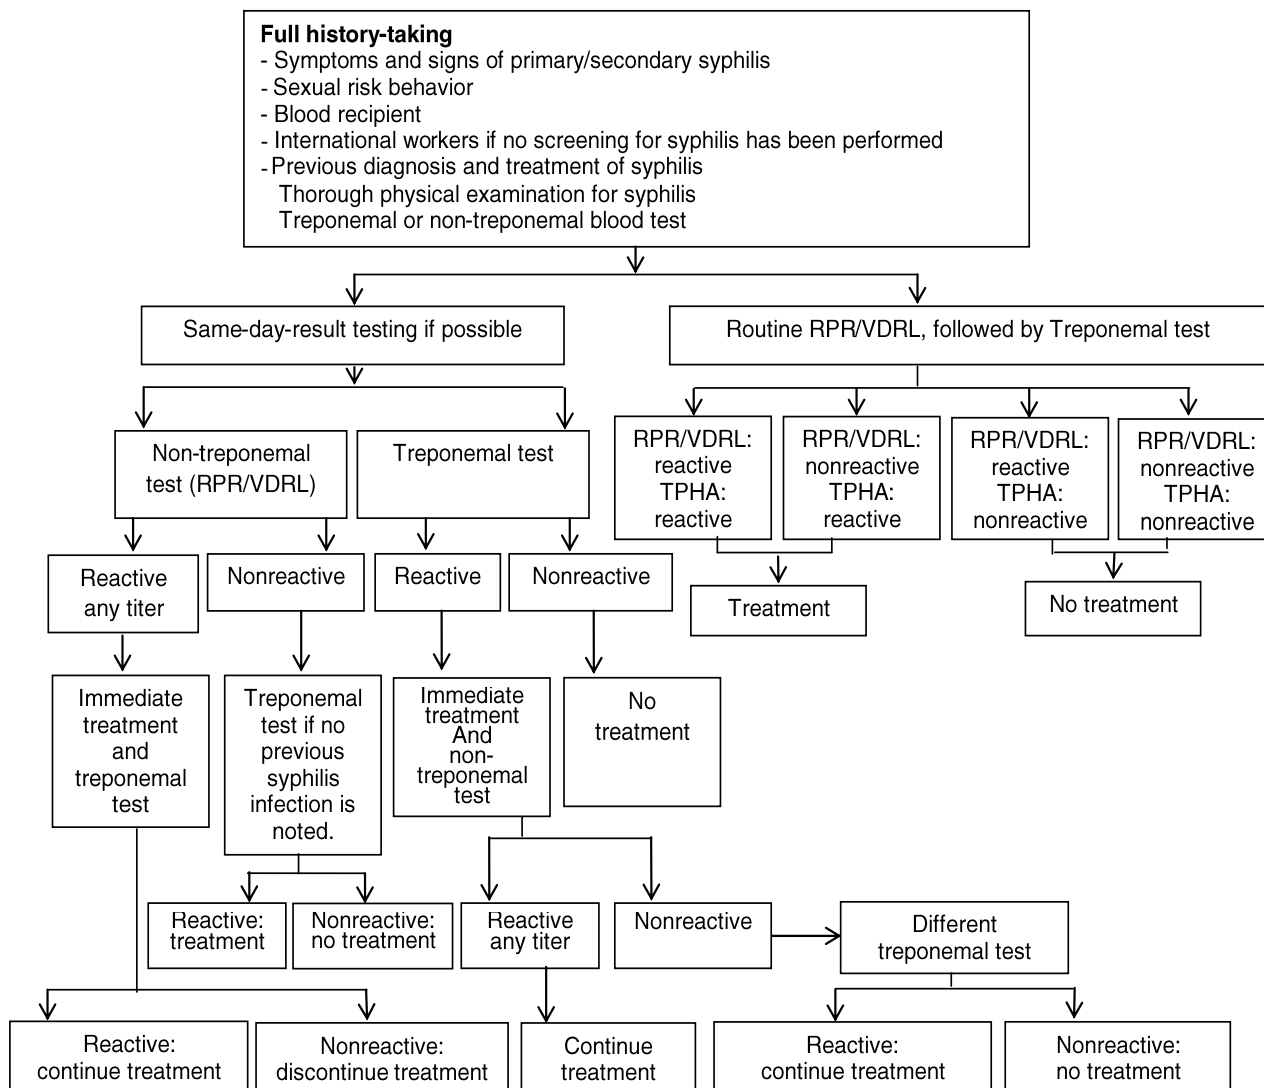 Full history-taking
- Symptoms and signs of primary/secondary syphilis
- Sexual risk behavior
- Blood recipient
- International workers if no screening for syphilis has been performed
- Previous diagnosis and treatment of syphilis
Thorough physical examination for syphilis
Treponemal or non-treponemal blood test
Same-day-result testing if possible
Routine RPR/VDRL, followed by Treponemal test
Non-treponemal
test (RPR/VDRL)
Treponemal test
RPR/VDRL:
reactive
TPHA:
reactive
RPR/VDRL:
nonreactive
TPHA:
reactive
RPR/VDRL:
reactive
TPHA:
nonreactive
RPR/VDRL:
nonreactive
TPHA:
nonreactive
Reactive
any titer
Nonreactive
Reactive
Nonreactive
Treatment
No treatment
Immediate
treatment
and
treponemal
test
Treponemal
test if no
previous
syphilis
infection is
noted.
Immediate
treatment
And
non-
treponemal
test
No
treatment
Reactive:
treatment
Nonreactive:
no treatment
Reactive
any titer
Nonreactive
Different
treponemal test
Reactive:
continue treatment
Nonreactive:
discontinue treatment
Continue
treatment
Reactive:
continue treatment
Nonreactive:
no treatment